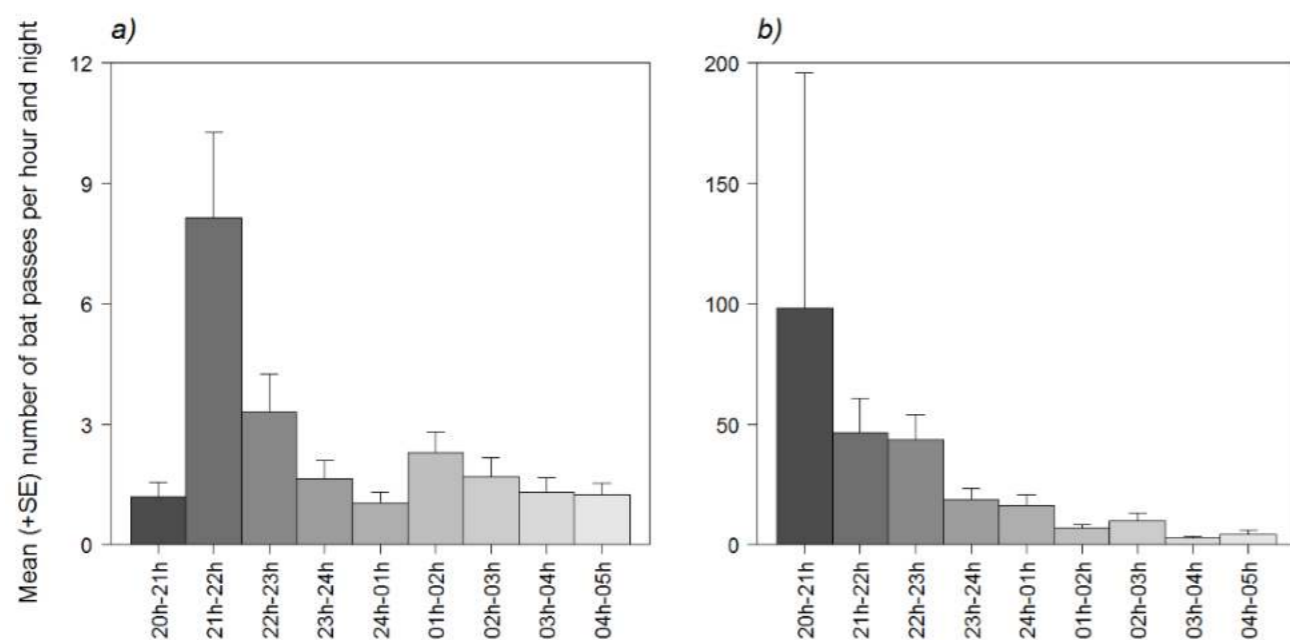 a)
b)
Mean (+SE) number of bat passes per hour and night
12
9
6
3
0
200
150
100
50
0
20h-21h
21h-22h
22h-23h
23h-24h
24h-01h
01h-02h
02h-03h
03h-04h
04h-05h
20h-21h
21h-22h
22h-23h
23h-24h
24h-01h
01h-02h
02h-03h
03h-04h
04h-05h